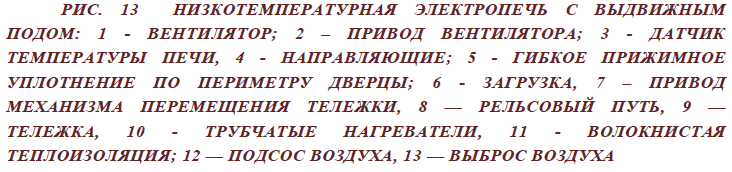 РИС. 13 НИЗКОТЕМПЕРАТУРНАЯ ЭЛЕКТРОПЕЧЬ С ВЫДВИЖНЫМ
ПОДОМ: 1 - ВЕНТИЛЯТОР; 2 – ПРИВОД ВЕНТИЛЯТОРА; 3 - ДАТЧИК
ТЕМПЕРАТУРЫ ПЕЧИ, 4 - НАПРАВЛЯЮЩИЕ; 5 - ГИБКОЕ ПРИЖИМНОЕ
УПЛОТНЕНИЕ ПО ПЕРИМЕТРУ ДВЕРЦЫ; 6 - ЗАГРУЗКА, 7 – ПРИВОД
МЕХАНИЗМА ПЕРЕМЕЩЕНИЯ ТЕЛЕЖКИ, 8 — РЕЛЬСОВЫЙ ПУТЬ, 9 —
ТЕЛЕЖКА, 10 - ТРУБЧАТЫЕ НАГРЕВАТЕЛИ, 11 - ВОЛОКНИСТАЯ
ТЕПЛОИЗОЛЯЦИЯ; 12 — ПОДСОС ВОЗДУХА, 13 — ВЫБРОС ВОЗДУХА